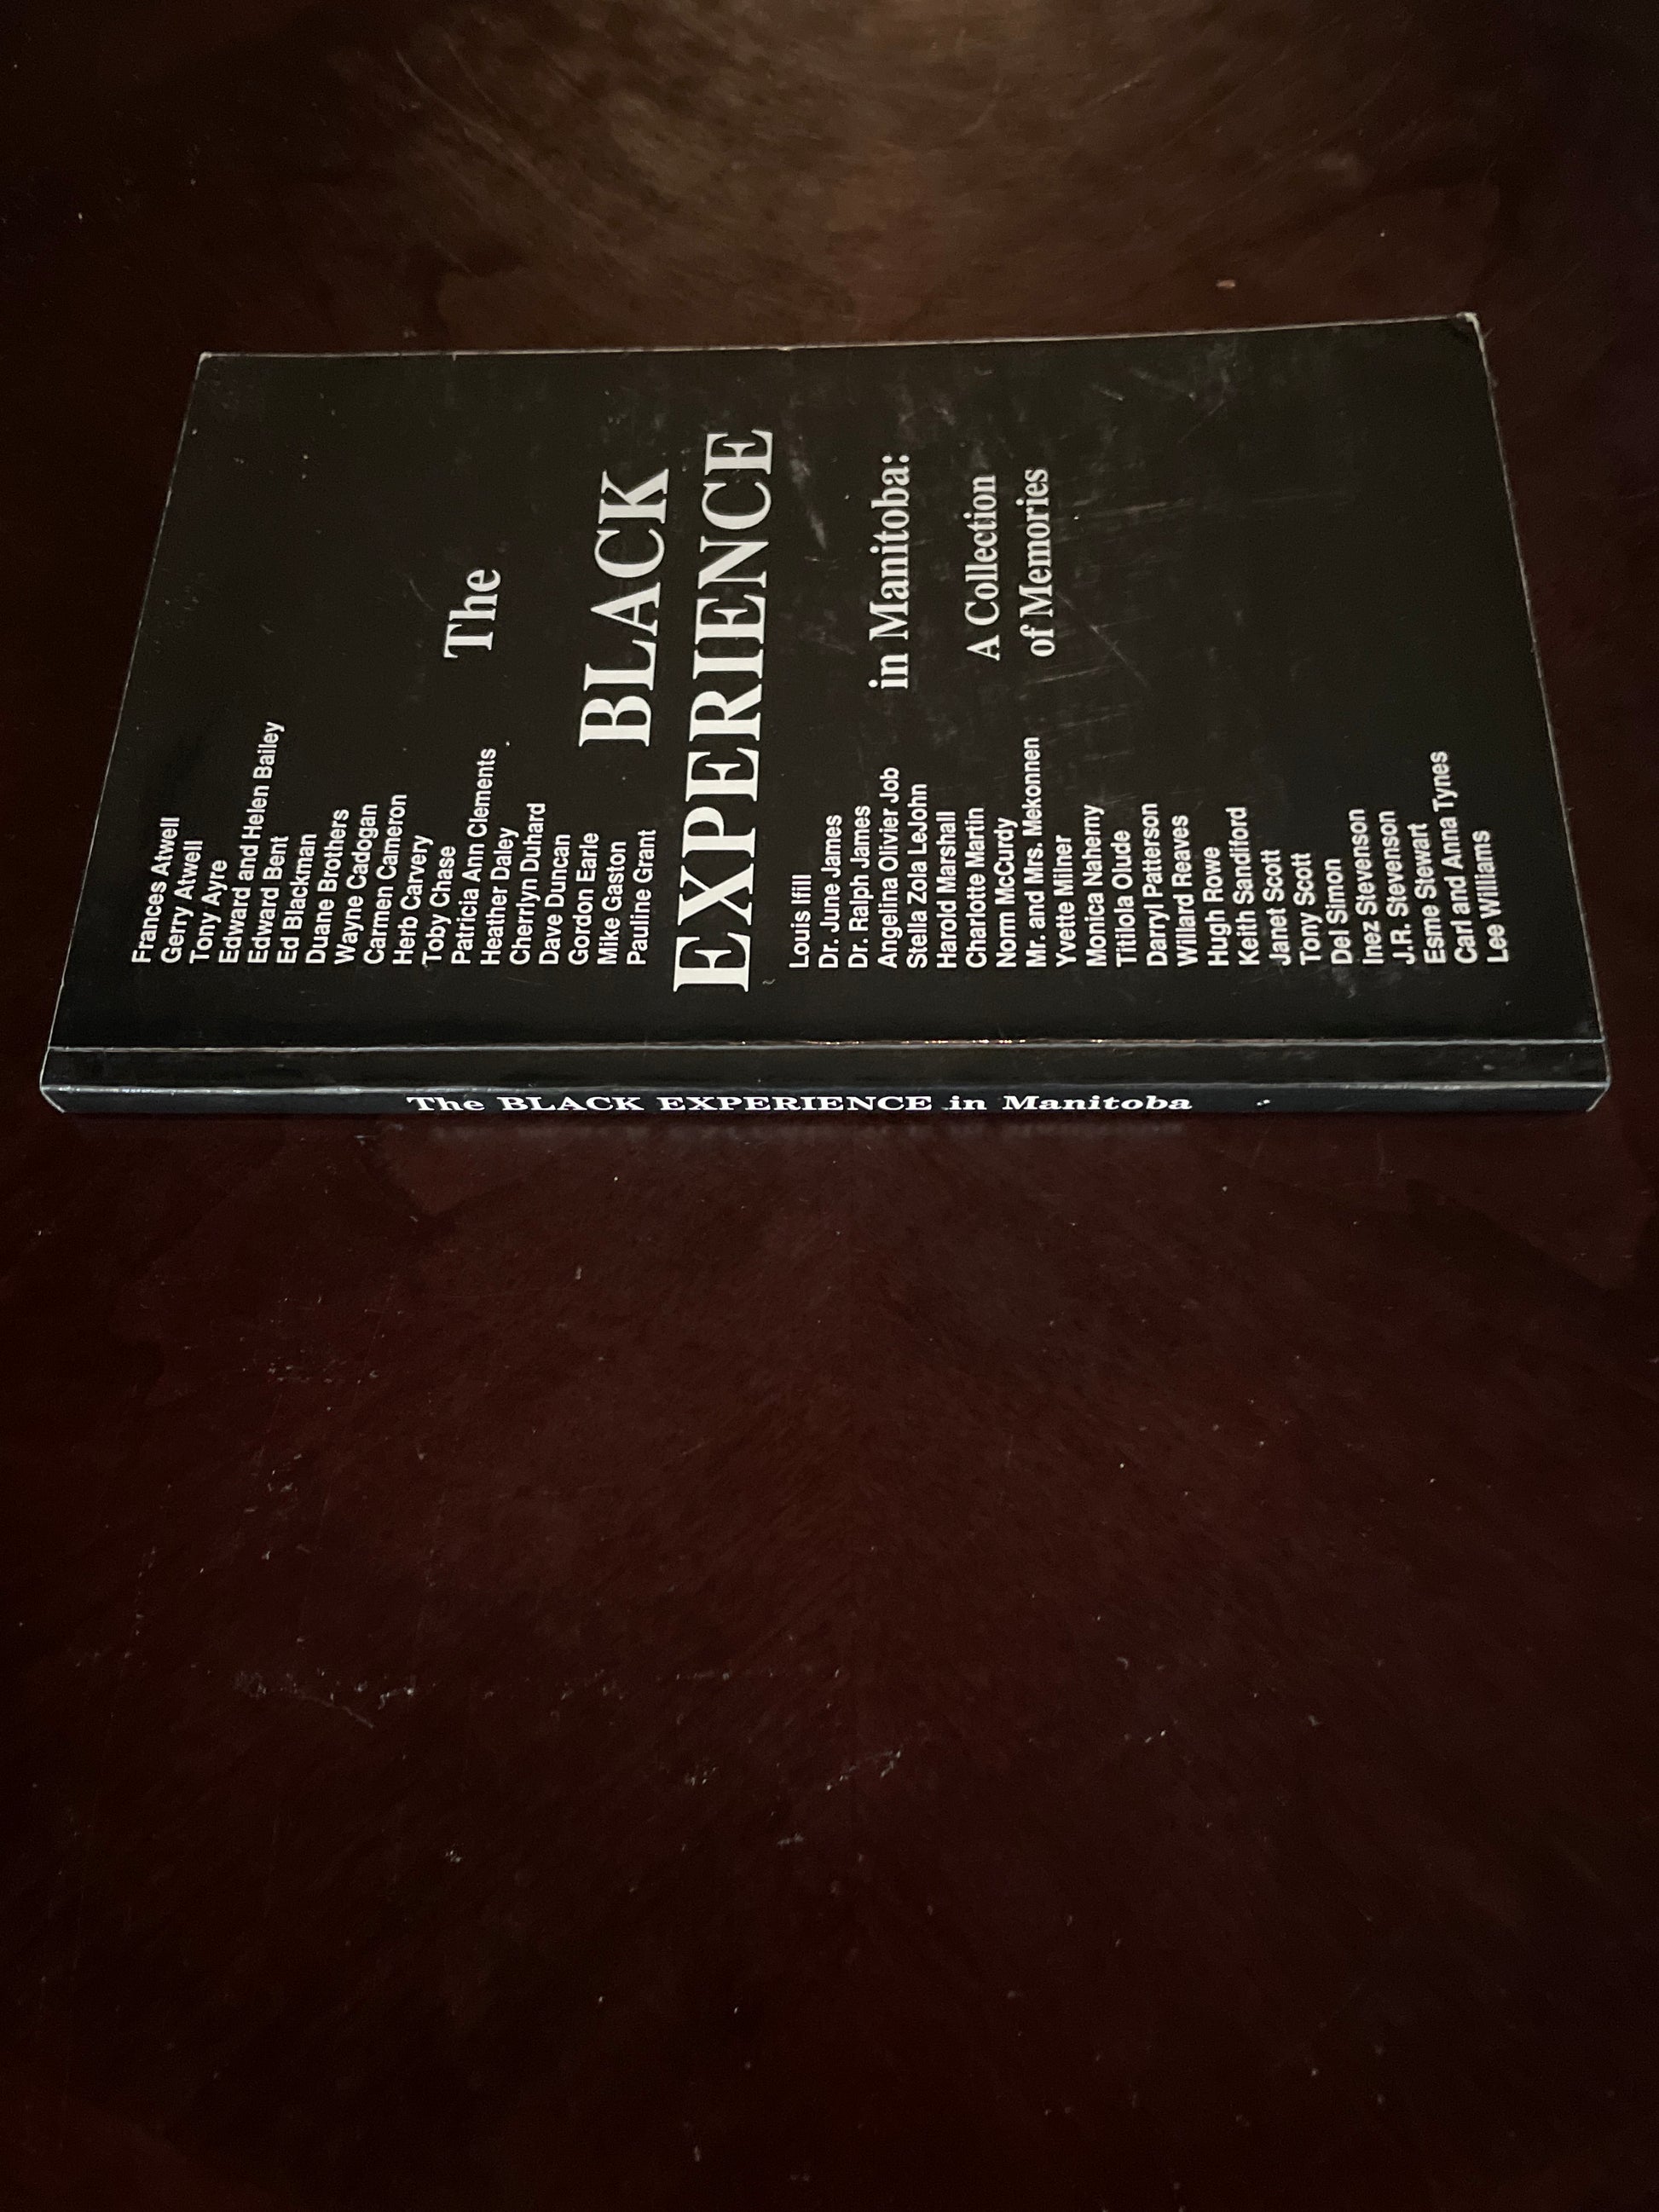 Frances Atwell
Gerry Atwell
Tony Ayre
Edward and Helen Bailey
Edward Bent
Ed Blackman
Duane Brothers
Wayne Cadogan
Carmen Cameron
Herb Carvery
Toby Chase
Patricia Ann Clements
Heather Daley
Cherrlyn Duhard
Dave Duncan
Gordon Earle
Mike Gaston
Pauline Grant
The
BLACK
EXPERIENCE
in Manitoba:
A Collection
of Memories
Louis Ifill
Dr. June James
Dr. Ralph James
Angelina Olivier Job
Stella Zola LeJohn
Harold Marshall
Charlotte Martin
Norm McCurdy
Mr. and Mrs. Mekonnen
Yvette Milner
Monica Naherny
Titilola Olude
Darryl Patterson
Willard Reaves
Hugh Rowe
Keith Sandiford
Janet Scott
Tony Scott
Del Simon
Inez Stevenson
J.R. Stevenson
Esme Stewart
Carl and Anna Tynes
Lee Williams
The BLACK EXPERIENCE in Manitoba